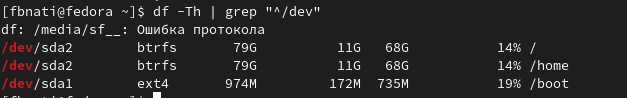 [fbnati@fedora ~]$ df -Th | grep "^/dev"
df: /media/sf__: Ошибка протокола
/dev/sda2 btrfs 79G 11G 68G 14% /
/dev/sda2 btrfs 79G 11G 68G 14% /home
/dev/sda1 ext4 974M 172M 735M 19% /boot